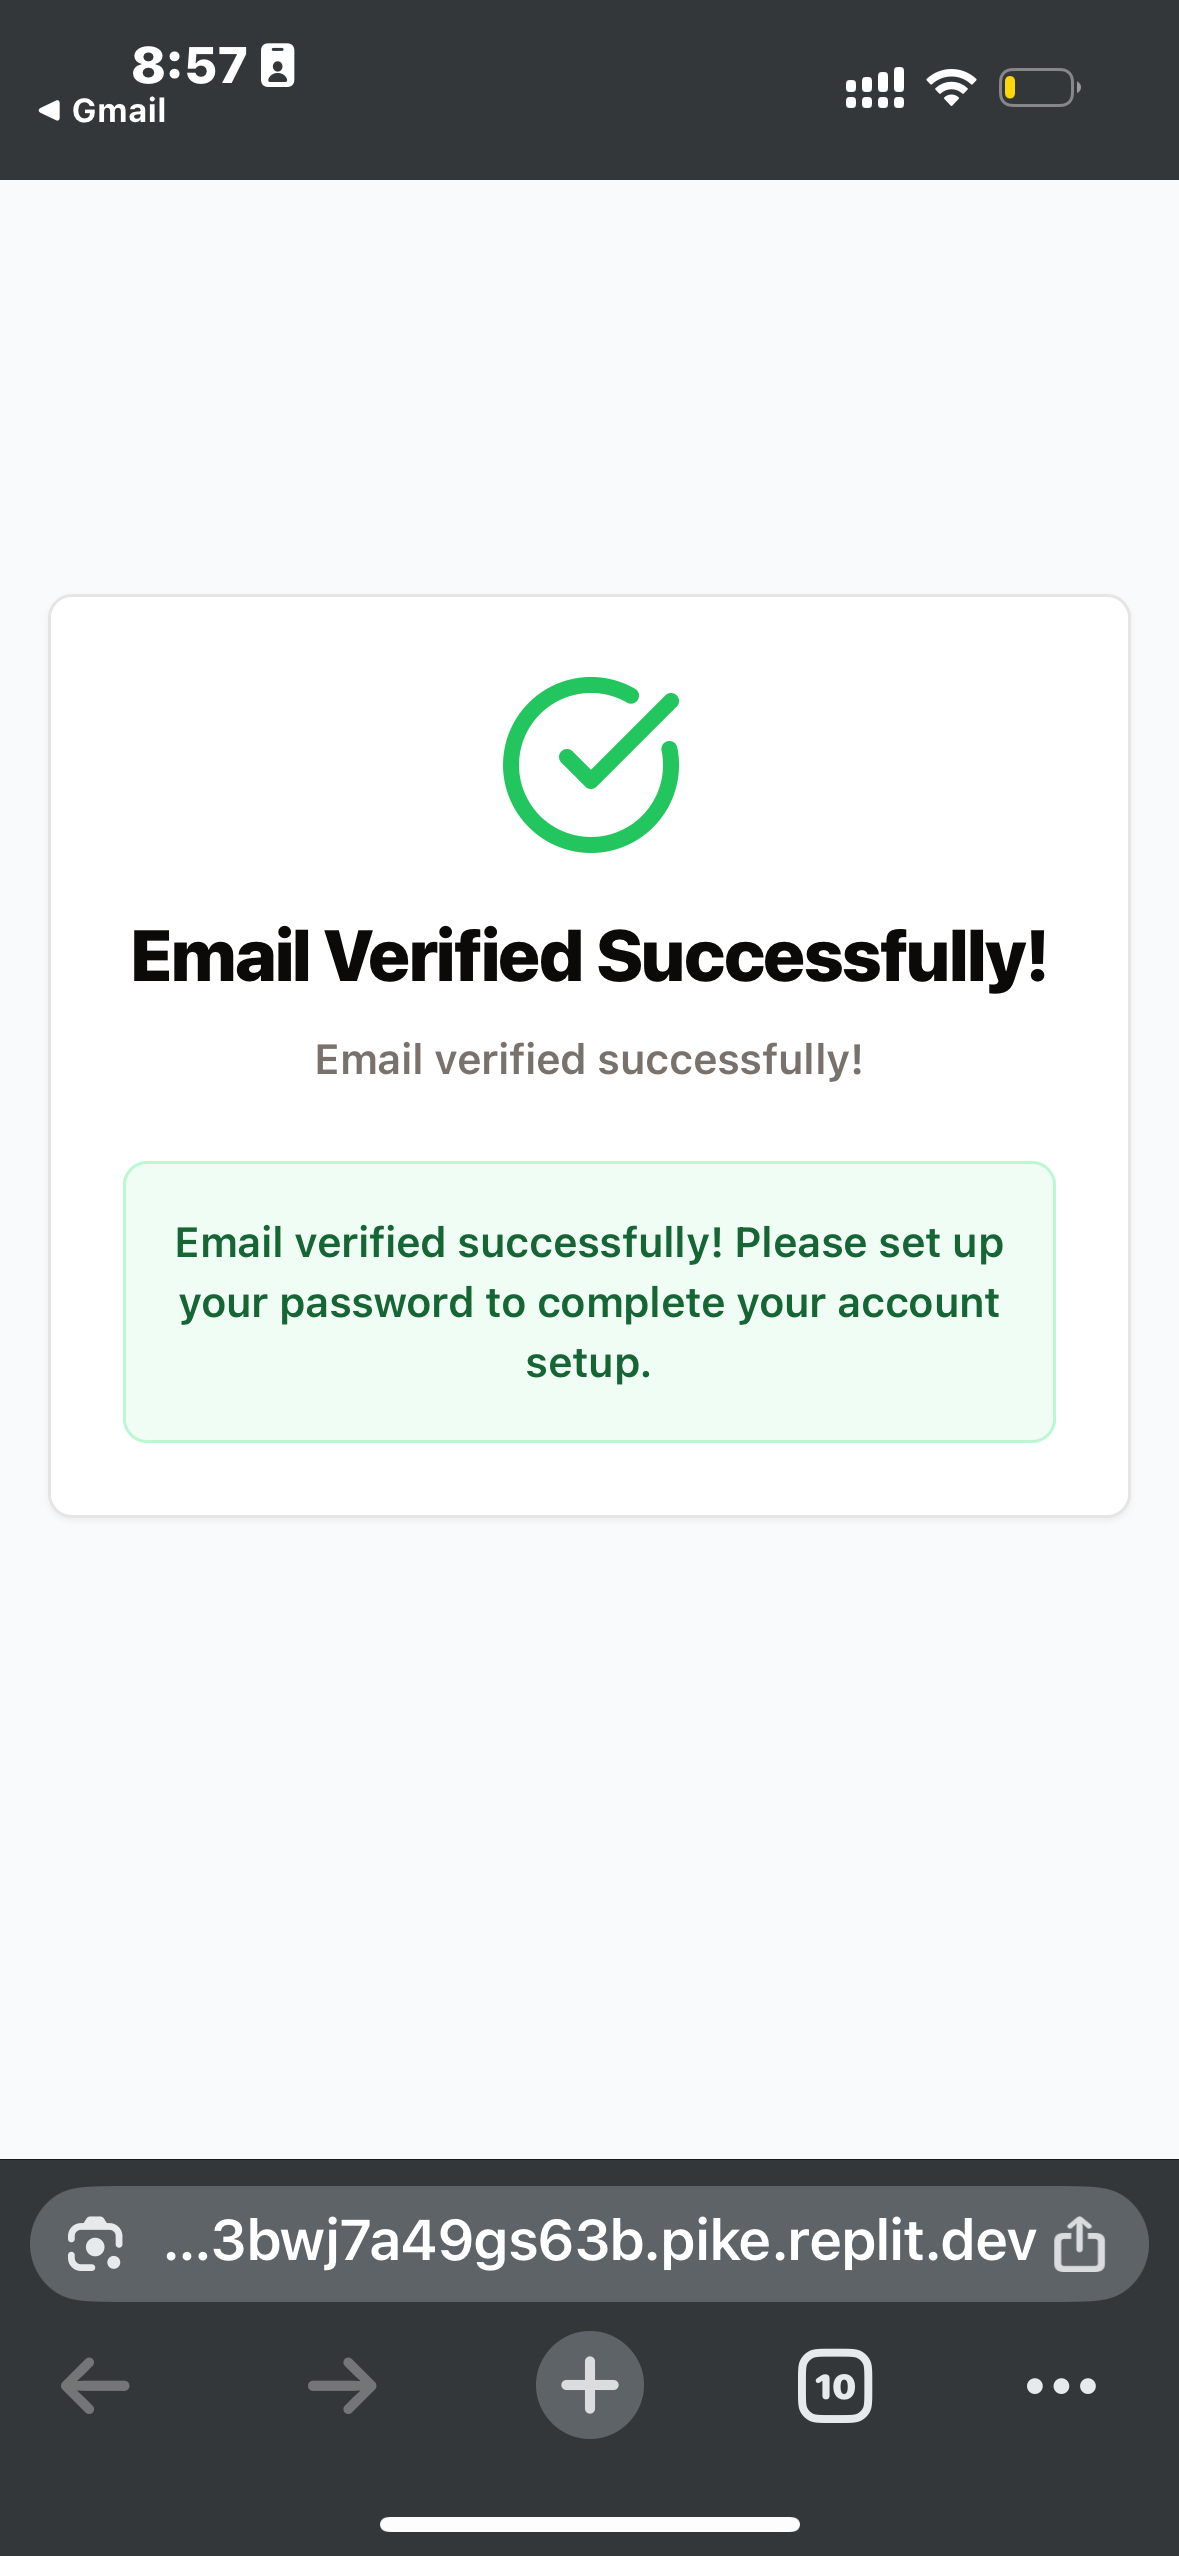 8:57
Gmail
Email Verified Successfully!
Email verified successfully!
Email verified successfully! Please set up
your password to complete your account
setup.
...3bwj7a49gs63b.pike.replit.dev
10